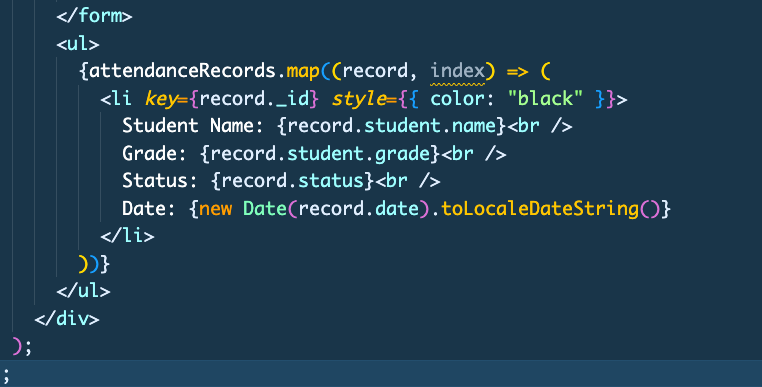 </form>
<ul>
{attendanceRecords.map((record, index) => (
<li key={record._id} style={{ color: "black" }}>
Student Name: {record.student.name}<br />
Grade: {record.student.grade}<br />
Status: {record.status}<br />
Date: {new Date(record.date).toLocaleDateString()}
</li>
))}
</ul>
</div>
);
;